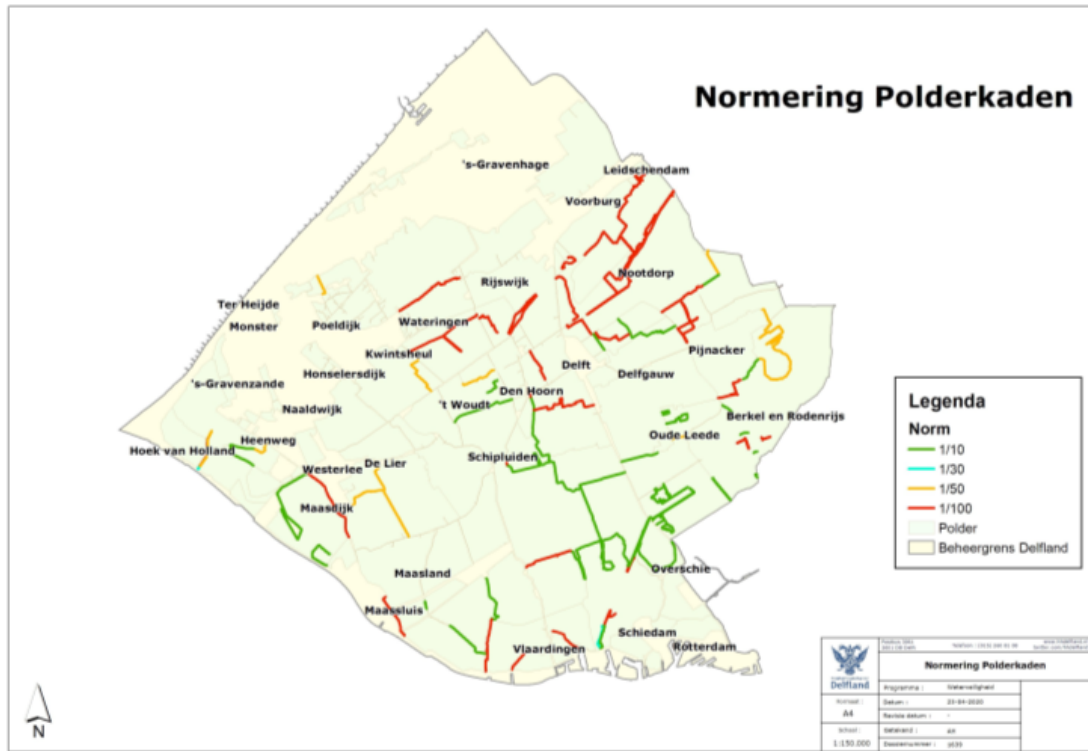 Normering Polderkaden
's-Gravenhage
Leidschendam
Voorburg
Nootdorp
Rijswijk
Ter Heijde
Monster
Poeldijk
Wateringen
Kwintsheul
Pijnacker
Honselersdijk
Delft
Delfgauw
's-Gravenzande
Den Hoorn
Naaldwijk
't Woudt
Berkel en Rodenrijs
Oude Leede
Heenweg
Hoek van Holland
Schipluiden
De Lier
Westerlee
Maasdijk
Overschie
Maasland
Maassluis
Schiedam
Vlaardingen
Rotterdam
Legenda
Norm
1/10
1/30
1/50
1/100
Polder
Beheergrens Delfland
N
Delfland
Normering Polderkaden
Programma : Waterveiligheid
Formaat :
A4
Datum : 23-04-2020
Revisie datum : -
Schaal :
1:150.000
Getekend :
Dossiernummer :